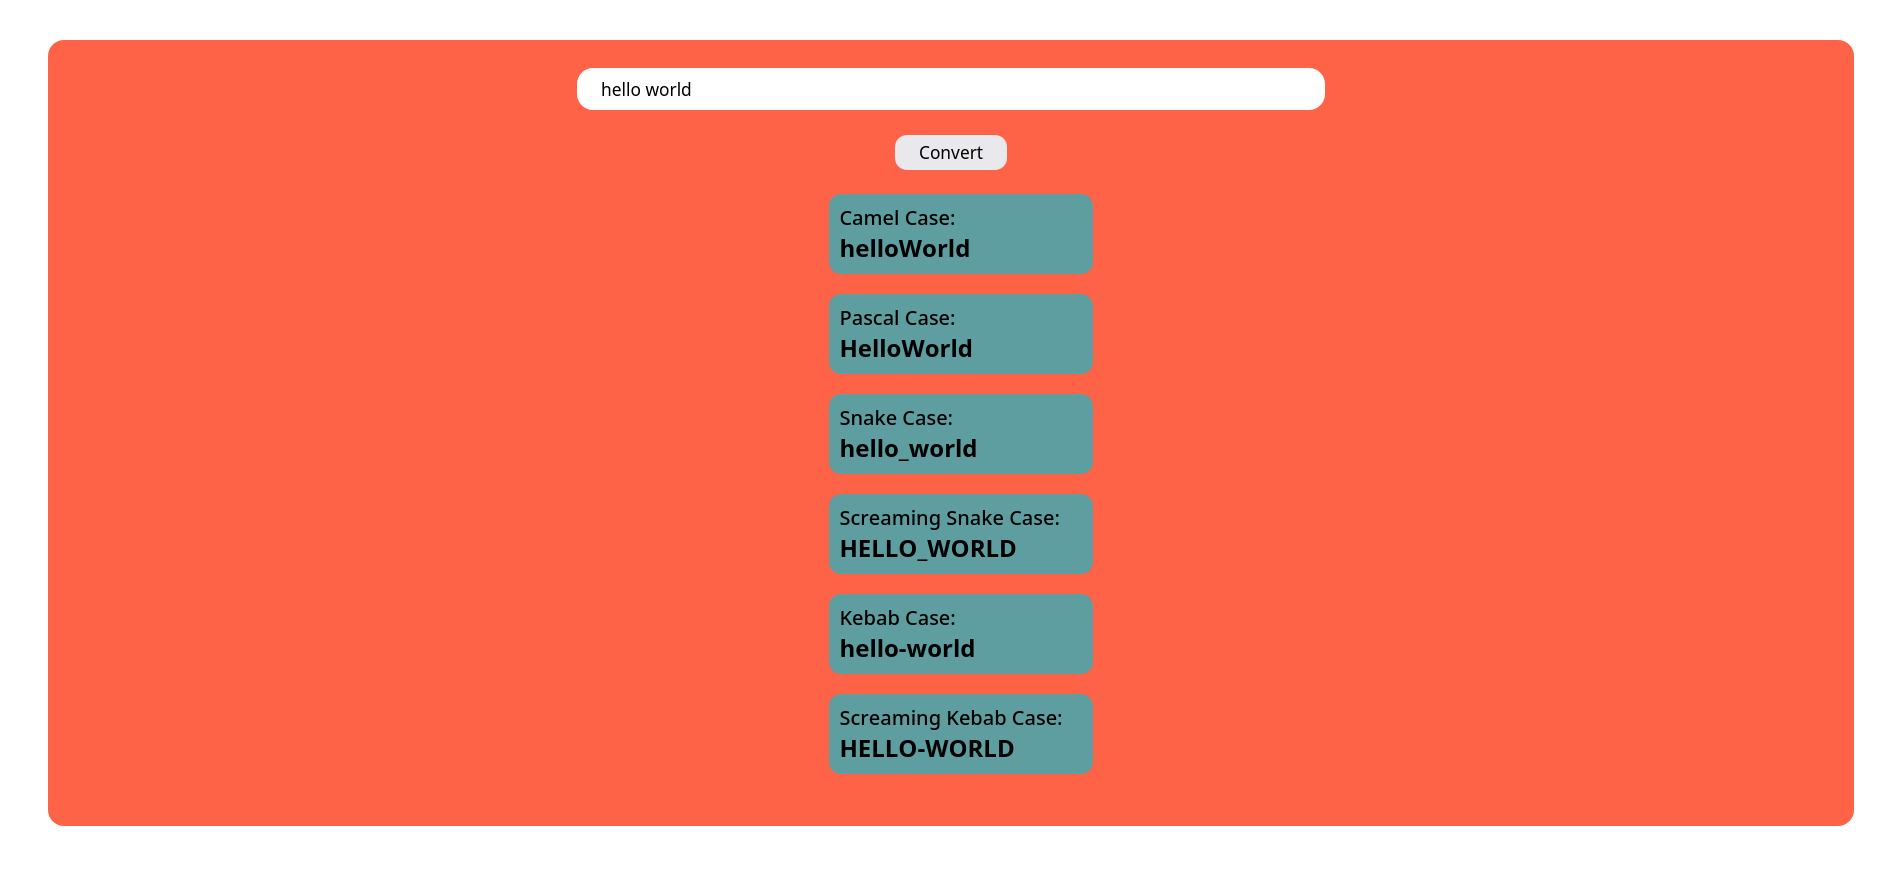 hello world
Convert
Camel Case:
helloWorld
Pascal Case:
HelloWorld
Snake Case:
hello_world
Screaming Snake Case:
HELLO_WORLD
Kebab Case:
hello-world
Screaming Kebab Case:
HELLO-WORLD